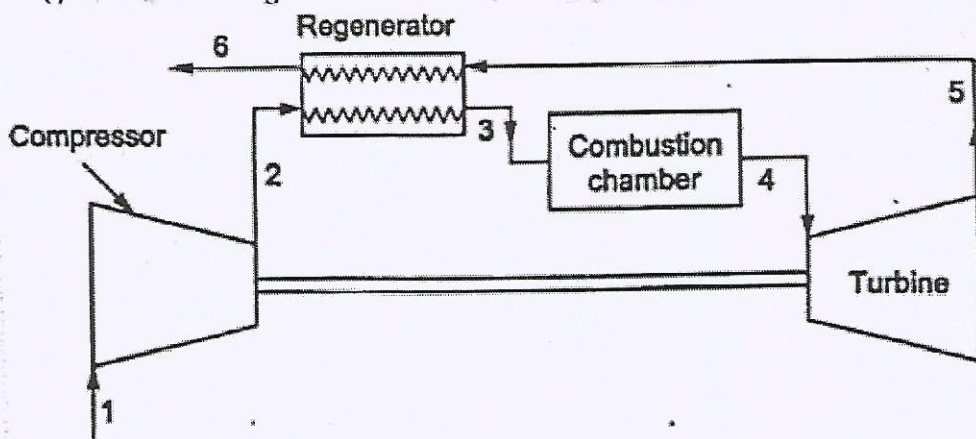 Regenerator
6
5
Compressor
3
Combustion
chamber
4
2
Turbine
1